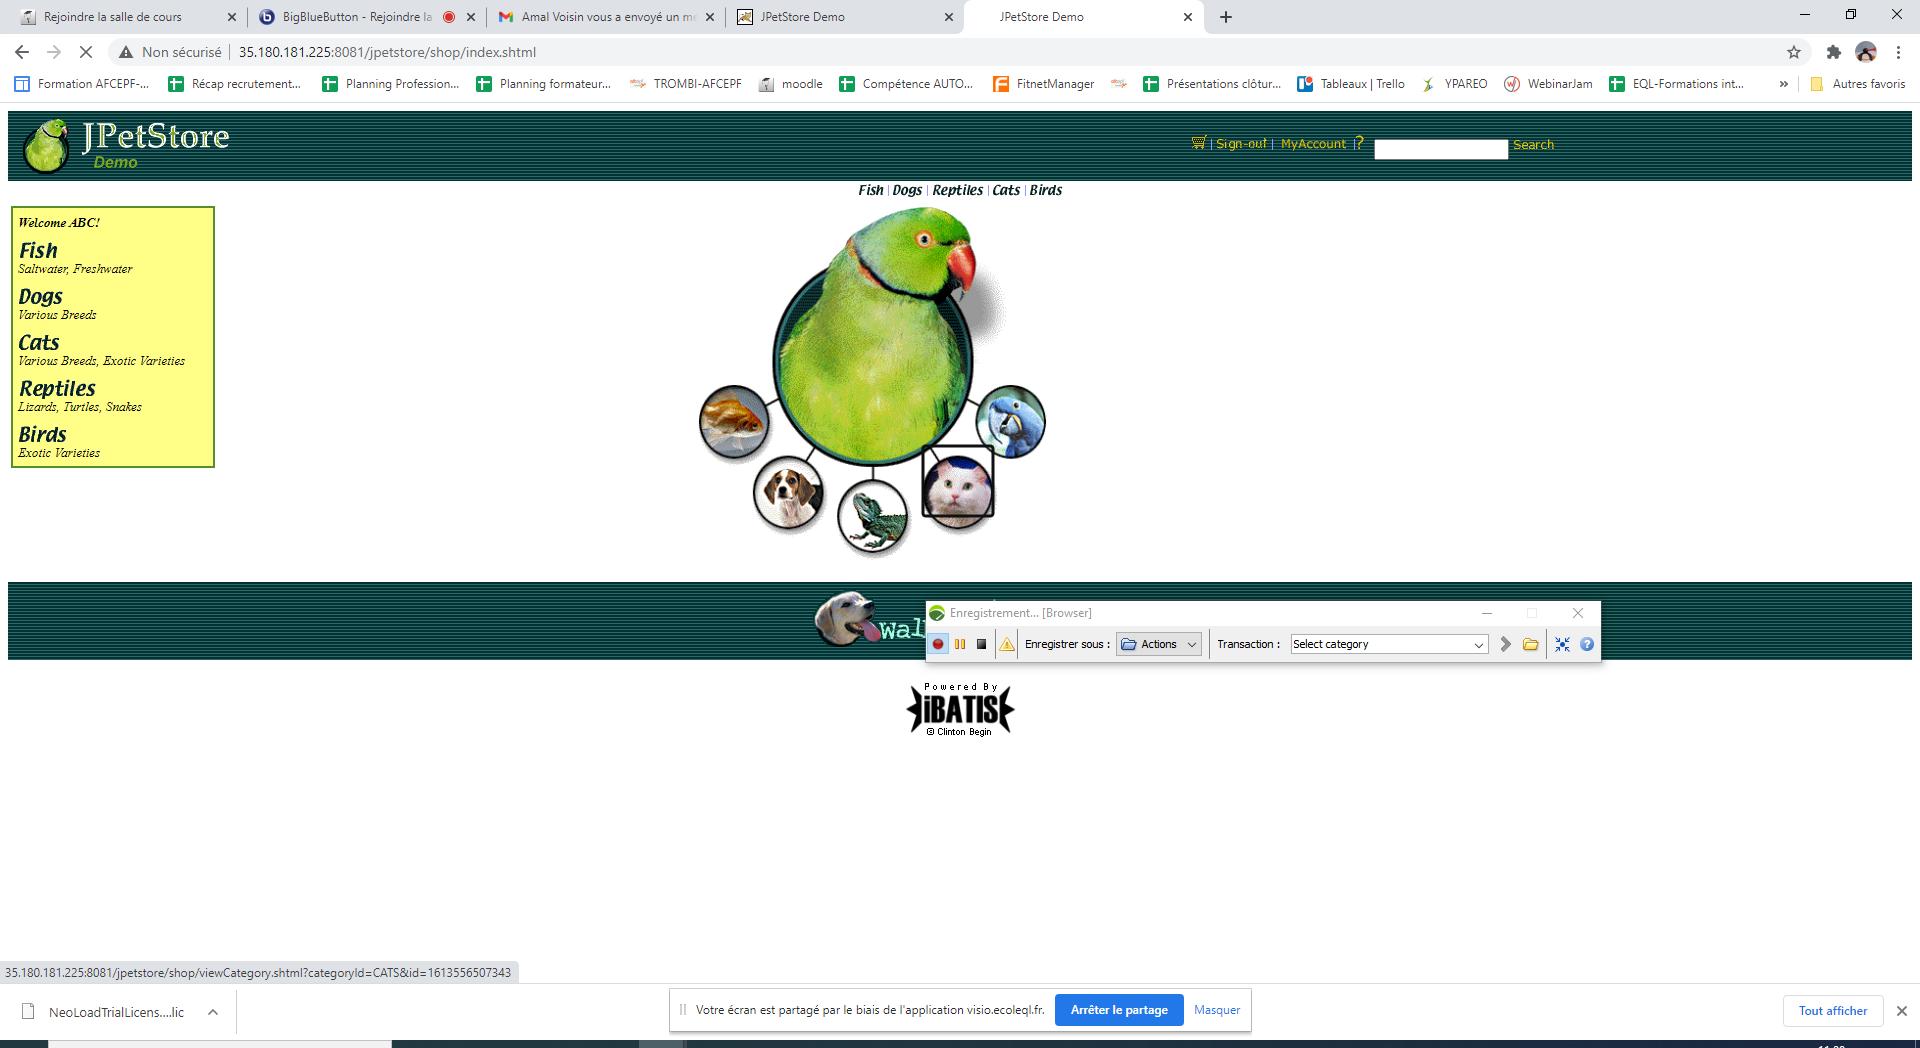 Rejoindre la salle de cours
BigBlueButton - Rejoindre la
Amal Voisin vous a envoyé un me
JPetStore Demo
JPetStore Demo
Non sécurisé
35.180.181.225:8081/jpetstore/shop/index.shtml
Formation AFCEPF-...
Récap recrutement...
Planning Profession...
Planning formateur...
TROMBI-AFCEPF
moodle
Compétence AUTO...
FitnetManager
Présentations clôtur...
Tableaux | Trello
YPAREO
WebinarJam
EQL-Formations int...
»
Autres favoris
JPetStore
Demo
| Sign-out | MyAccount | ?
Search
Fish | Dogs | Reptiles | Cats | Birds
Welcome ABC!
Fish
Saltwater, Freshwater
Dogs
Various Breeds
Cats
Various Breeds, Exotic Varieties
Reptiles
Lizards, Turtles, Snakes
Birds
Exotic Varieties
Wal
Enregistrement... [Browser]
Enregistrer sous :
Actions
Transaction :
Select category
Powered By
iBATIS
© Clinton Begin
35.180.181.225:8081/jpetstore/shop/viewCategory.shtml?categoryId=CATS&id=1613556507343
NeoLoadTrialLicens....lic
Votre écran est partagé par le biais de l'application visio.ecoleql.fr.
Arrêter le partage
Masquer
Tout afficher